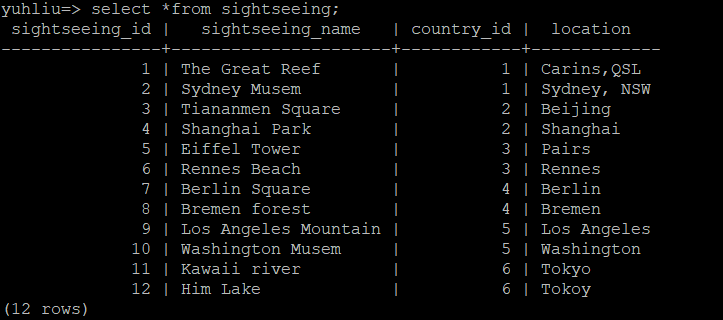 yuhliu=> select *from sightseeing;
 sightseeing_id |   sightseeing_name   | country_id |  location
----------------+----------------------+------------+-------------
              1 | The Great Reef       |          1 | Carins,QSL
              2 | Sydney Musem         |          1 | Sydney, NSW
              3 | Tiananmen Square     |          2 | Beijing
              4 | Shanghai Park        |          2 | Shanghai
              5 | Eiffel Tower         |          3 | Pairs
              6 | Rennes Beach         |          3 | Rennes
              7 | Berlin Square        |          4 | Berlin
              8 | Bremen forest        |          4 | Bremen
              9 | Los Angeles Mountain |          5 | Los Angeles
             10 | Washington Musem     |          5 | Washington
             11 | Kawaii river         |          6 | Tokyo
             12 | Him Lake             |          6 | Tokoy
(12 rows)